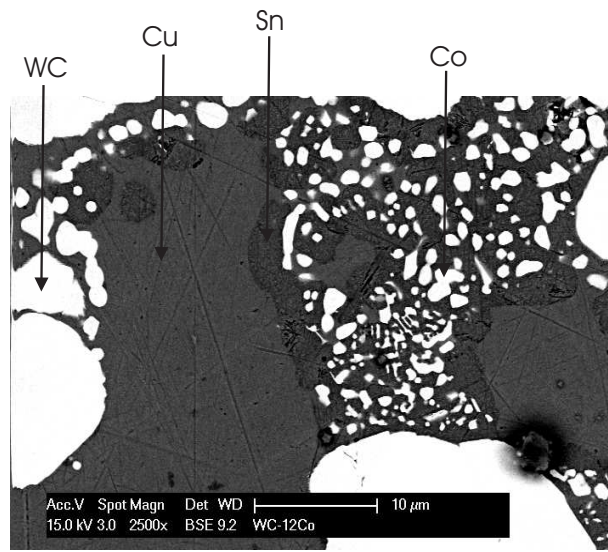 WC Cu Sn Co
Acc.V Spot Magn Det WD 10 µm
15.0 kV 3.0 2500x BSE 9.2 WC-12Co